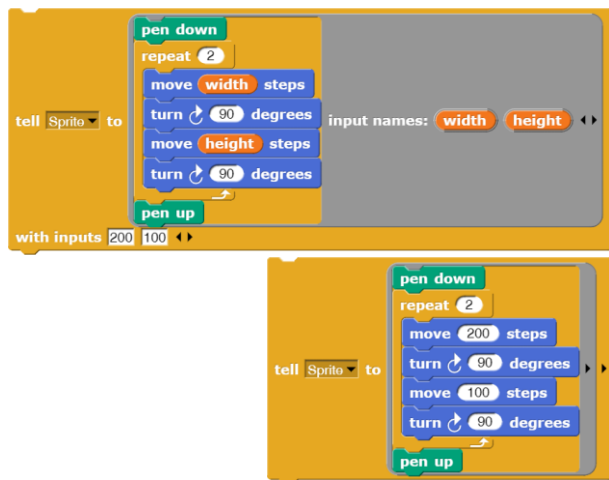 pen down
repeat 2
move width steps
turn 90 degrees
tell Sprito to input names: width height
move height steps
turn 90 degrees
pen up
with inputs 200 100
pen down
repeat 2
move 200 steps
turn 90 degrees
tell Sprito to
move 100 steps
turn 90 degrees
pen up